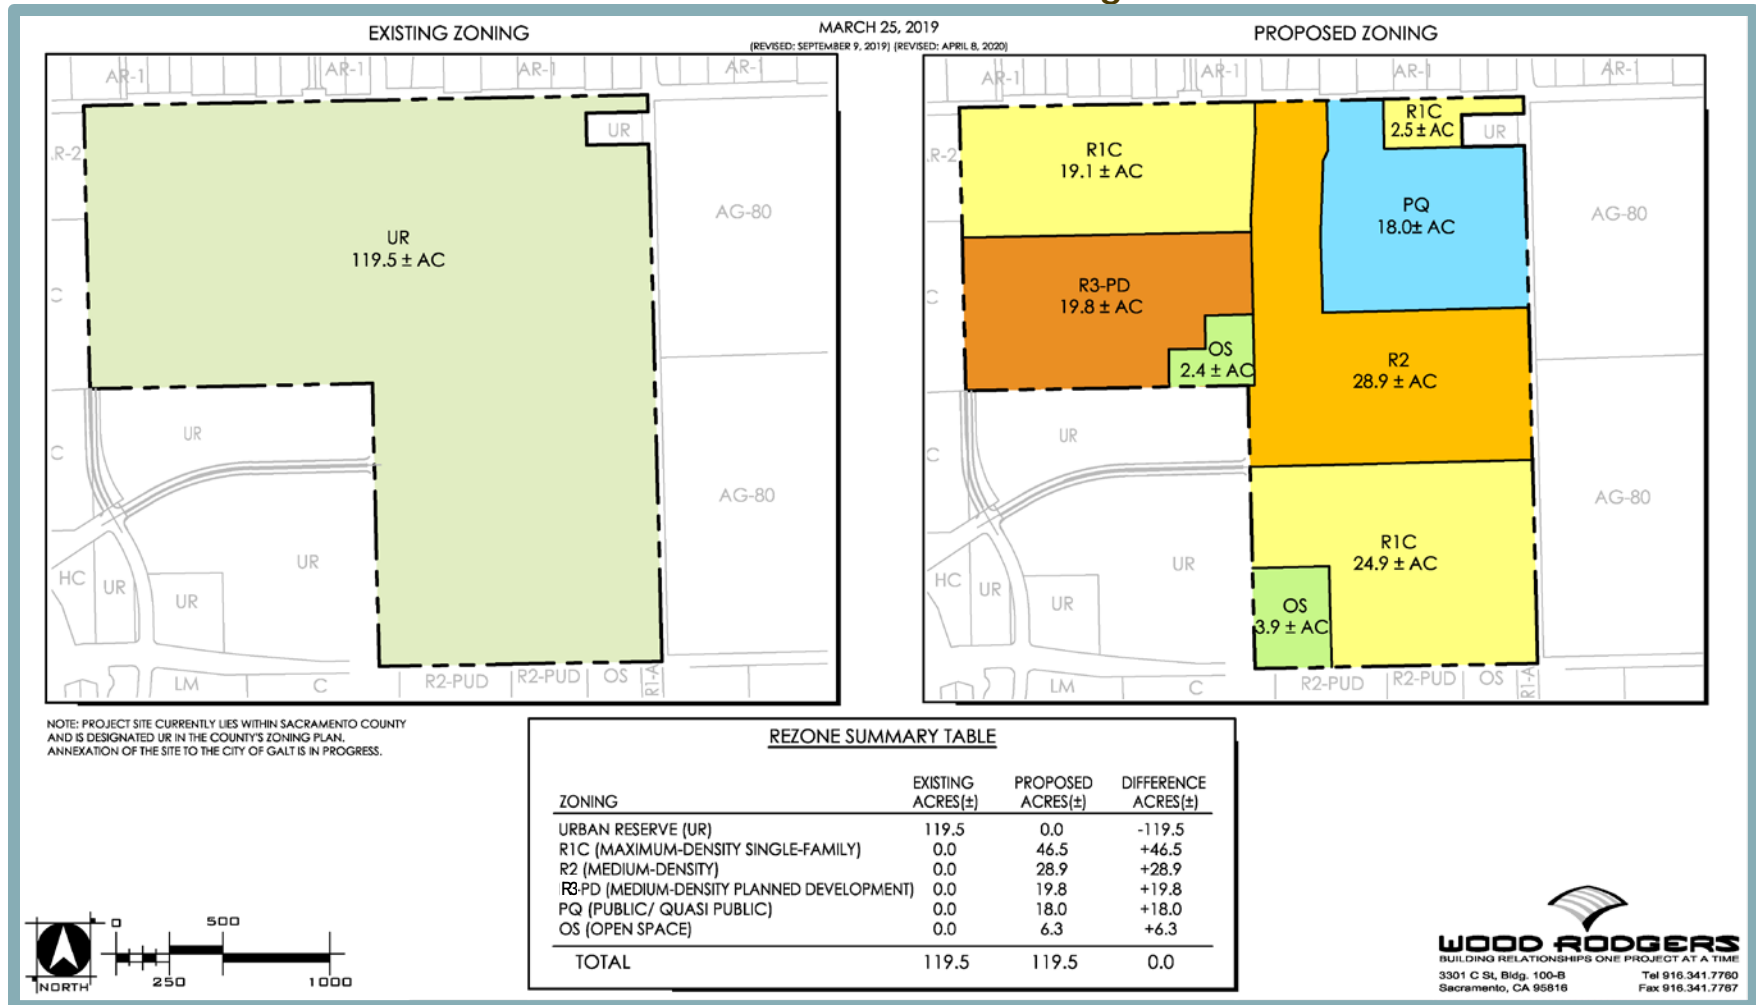 MARCH 25, 2019
(REVISED: SEPTEMBER 9, 2019) (REVISED: APRIL 8, 2020)
EXISTING ZONING
AR-1
AR-1
AR-1
AR-1
UR
AG-80
UR
119.5 ± AC
C
UR
C
AG-80
UR
HC
UR
UR
LM
C
R2-PUD
R2-PUD
OS
R1-A
PROPOSED ZONING
AR-1
AR-1
AR-1
AR-1
R1C
2.5 ± AC
UR
R1C
19.1 ± AC
PQ
18.0± AC
AG-80
R3-PD
19.8 ± AC
C
OS
2.4 ± AC
R2
28.9 ± AC
UR
C
AG-80
R1C
24.9 ± AC
UR
HC
UR
UR
OS
3.9 ± AC
LM
C
R2-PUD
R2-PUD
OS
NOTE: PROJECT SITE CURRENTLY LIES WITHIN SACRAMENTO COUNTY
AND IS DESIGNATED UR IN THE COUNTY'S ZONING PLAN.
ANNEXATION OF THE SITE TO THE CITY OF GALT IS IN PROGRESS.
REZONE SUMMARY TABLE
ZONING EXISTING ACRES(±) PROPOSED ACRES(±) DIFFERENCE ACRES(±)
URBAN RESERVE (UR) 119.5 0.0 -119.5
R1C (MAXIMUM-DENSITY SINGLE-FAMILY) 0.0 46.5 +46.5
R2 (MEDIUM-DENSITY) 0.0 28.9 +28.9
R3-PD (MEDIUM-DENSITY PLANNED DEVELOPMENT) 0.0 19.8 +19.8
PQ (PUBLIC/ QUASI PUBLIC) 0.0 18.0 +18.0
OS (OPEN SPACE) 0.0 6.3 +6.3
TOTAL 119.5 119.5 0.0
NORTH
0 500
250 1000
WOOD RODGERS
BUILDING RELATIONSHIPS ONE PROJECT AT A TIME
3301 C St, Bldg. 100-B Tel 916.341.7760
Sacramento, CA 95816 Fax 916.341.7767